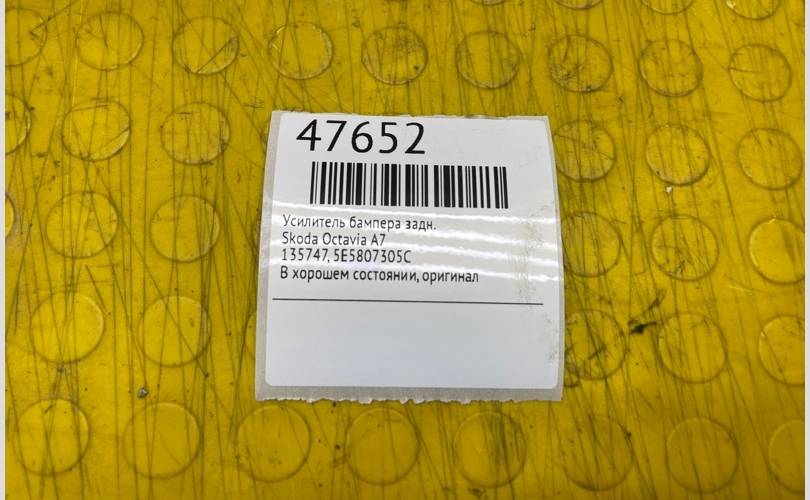 47652
Усилитель бампера задн.
Skoda Octavia A7
135747, 5E5807305C
В хорошем состоянии, оригинал